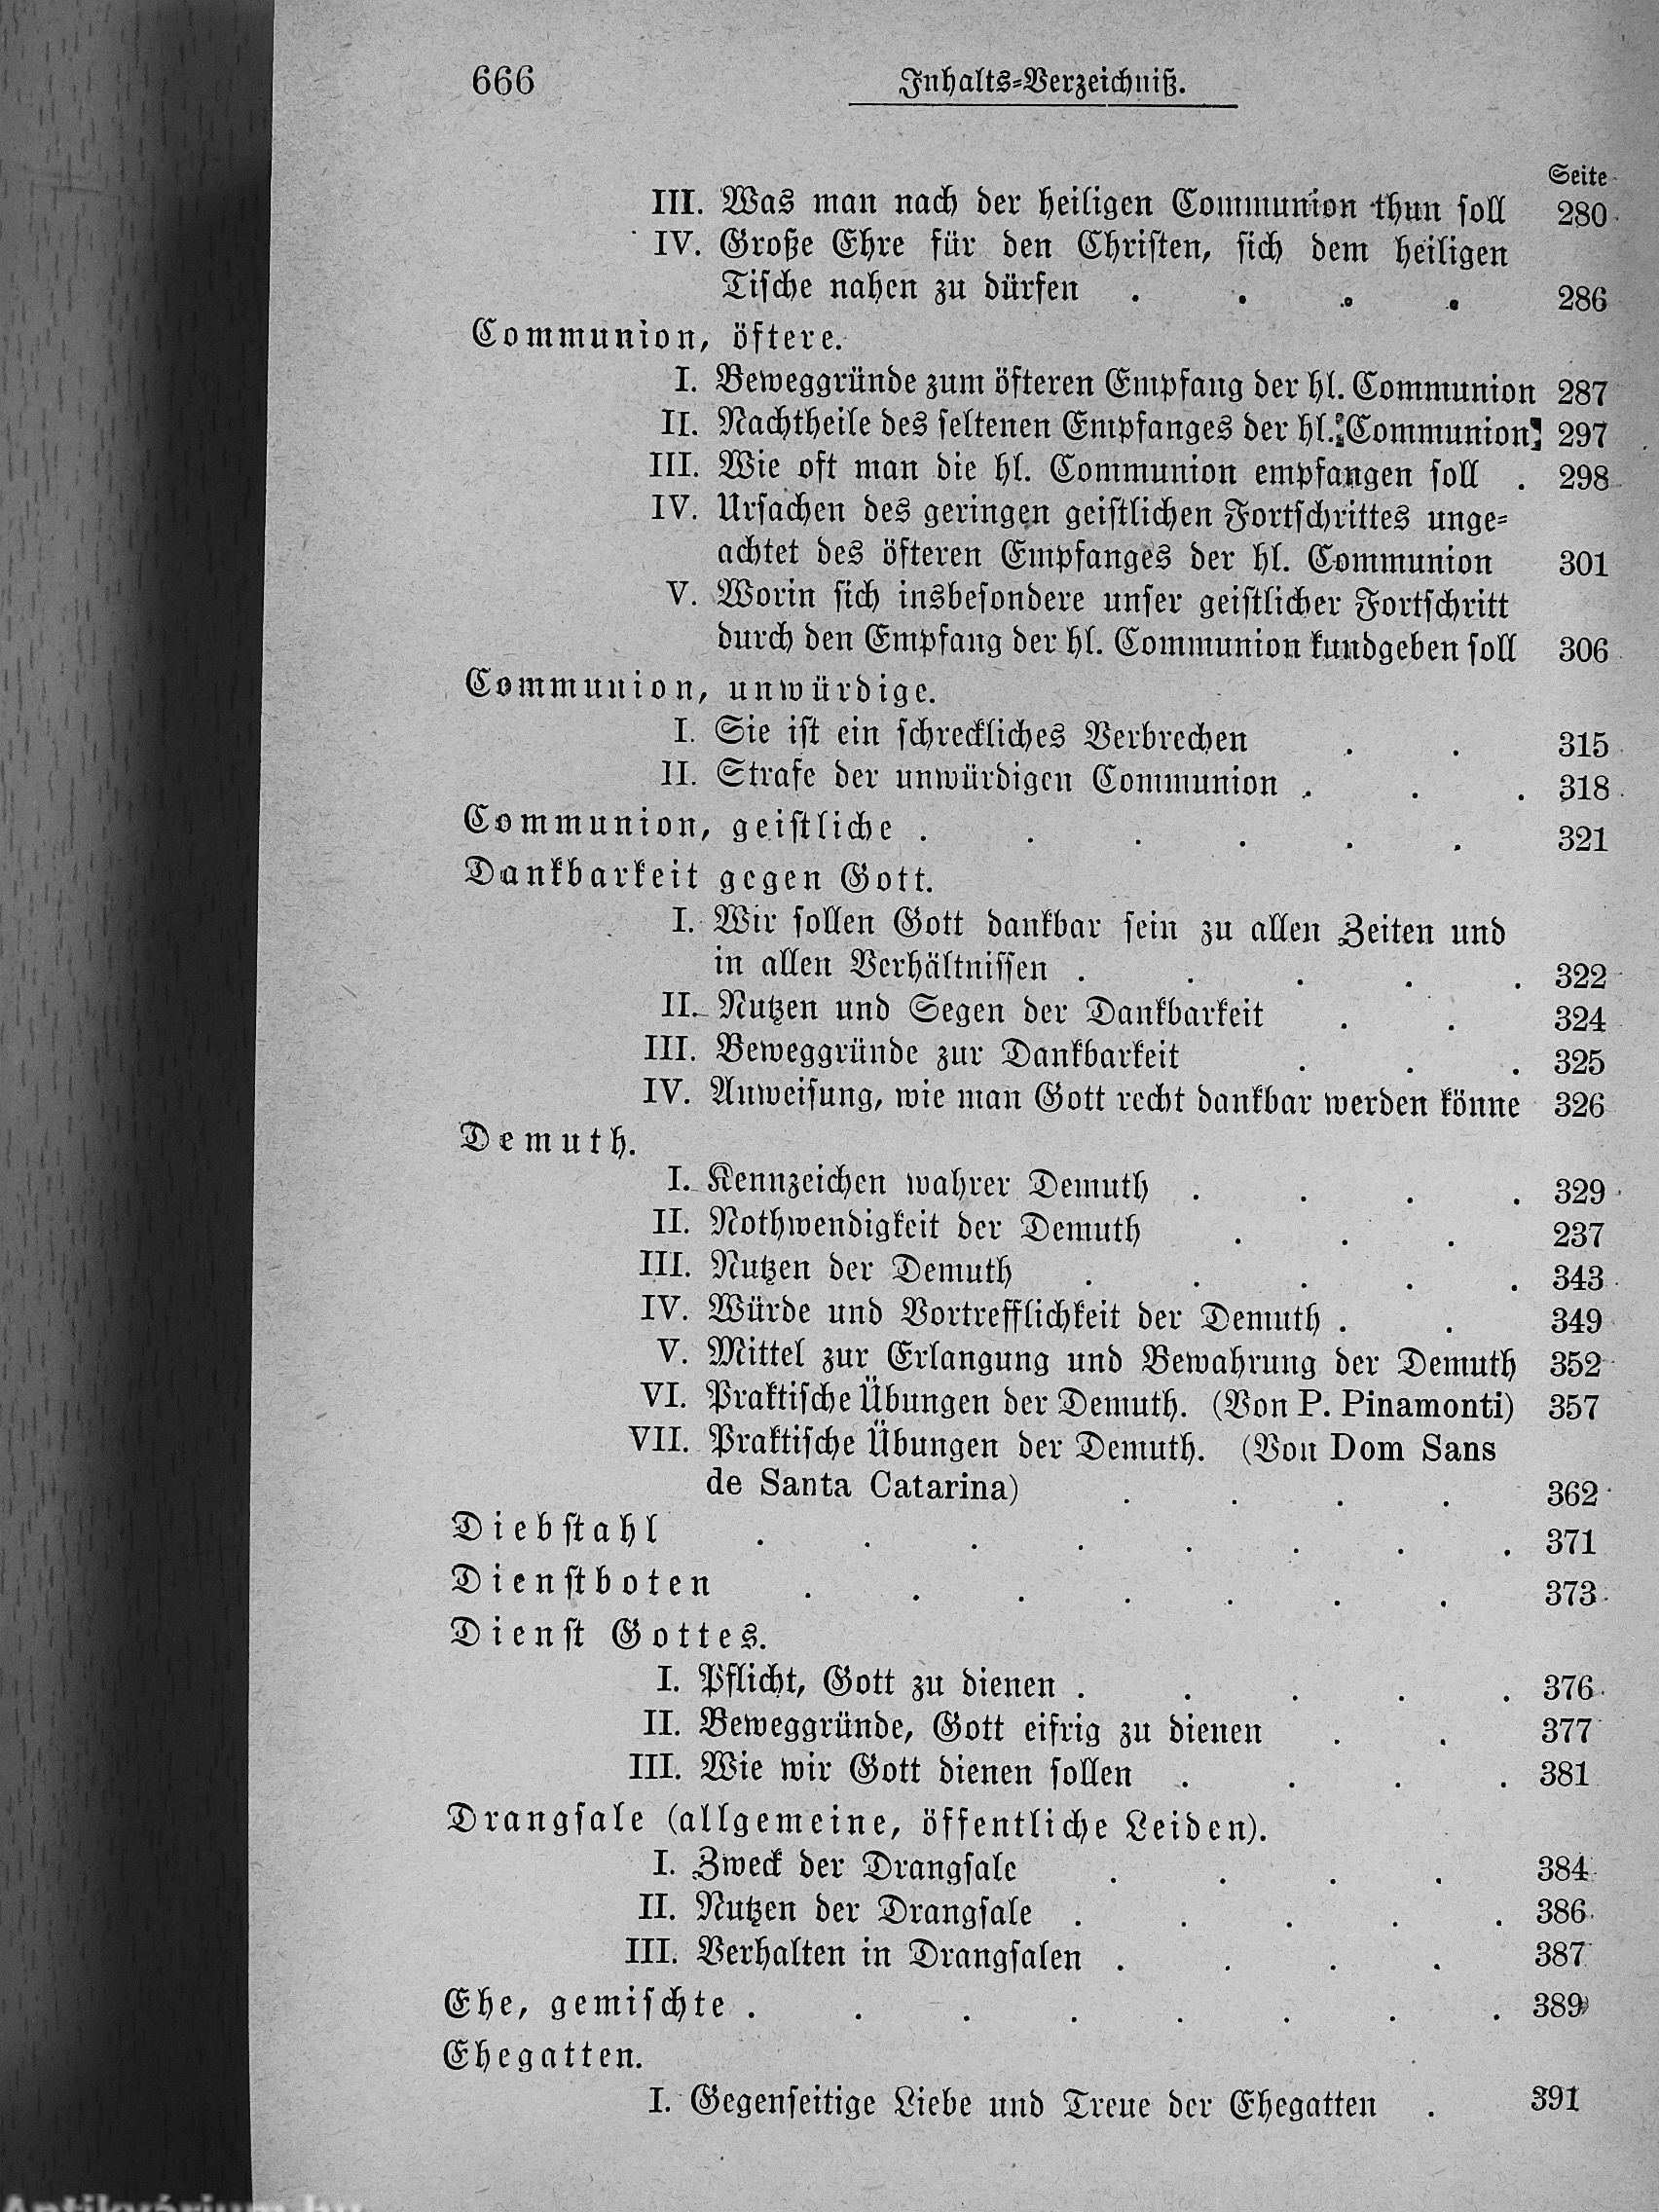 666
Inhalts-Verzeichniß.
Seite
III. Was man nach der heiligen Communion thun soll 280
IV. Große Ehre für den Christen, sich dem heiligen
Tische nahen zu dürfen . . . . 286
Communion, öftere.
I. Beweggründe zum öfteren Empfang der hl. Communion 287
II. Nachtheile des seltenen Empfanges der hl. Communion 297
III. Wie oft man die hl. Communion empfangen soll . 298
IV. Ursachen des geringen geistlichen Fortschrittes unge-
achtet des öfteren Empfanges der hl. Communion 301
V. Worin sich insbesondere unser geistlicher Fortschritt
durch den Empfang der hl. Communion kundgeben soll 306
Communion, unwürdige.
I. Sie ist ein schreckliches Verbrechen . . 315
II. Strafe der unwürdigen Communion . . . 318
Communion, geistliche . . . . . . 321
Dankbarkeit gegen Gott.
I. Wir sollen Gott dankbar sein zu allen Zeiten und
in allen Verhältnissen . . . . . 322
II. Nutzen und Segen der Dankbarkeit . . 324
III. Beweggründe zur Dankbarkeit . . . 325
IV. Anweisung, wie man Gott recht dankbar werden könne 326
Demuth.
I. Kennzeichen wahrer Demuth . . . . 329
II. Nothwendigkeit der Demuth . . . 237
III. Nutzen der Demuth . . . . . 343
IV. Würde und Vortrefflichkeit der Demuth . . 349
V. Mittel zur Erlangung und Bewahrung der Demuth 352
VI. Praktische Übungen der Demuth. (Von P. Pinamonti) 357
VII. Praktische Übungen der Demuth. (Von Dom Sans
de Santa Catarina) . . . . 362
Diebstahl . . . . . . . . 371
Dienstboten . . . . . . . 373
Dienst Gottes.
I. Pflicht, Gott zu dienen . . . . . 376
II. Beweggründe, Gott eifrig zu dienen . . 377
III. Wie wir Gott dienen sollen . . . . 381
Drangsale (allgemeine, öffentliche Leiden).
I. Zweck der Drangsale . . . . 384
II. Nutzen der Drangsale . . . . . 386
III. Verhalten in Drangsalen . . . . 387
Ehe, gemischte . . . . . . . . 389
Ehegatten.
I. Gegenseitige Liebe und Treue der Ehegatten . 391
Antikvárium.hu